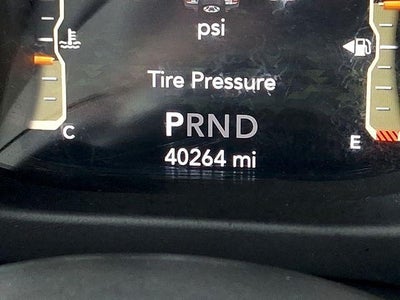 psi
Tire Pressure
PRND
C
E
40264 mi